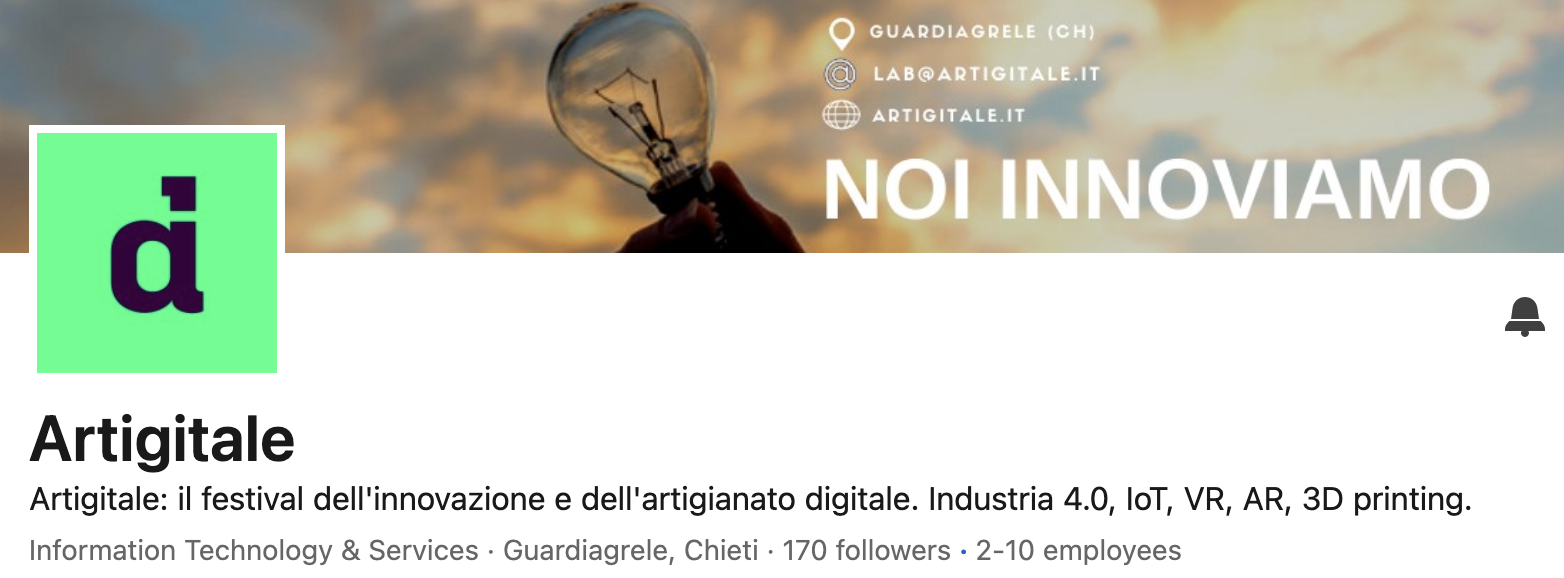 GUARDIAGRELE (CH)
LAB@ARTIGITALE.IT
ARTIGITALE.IT
NOI INNOVIAMO
di
Artigitale
Artigitale: il festival dell'innovazione e dell'artigianato digitale. Industria 4.0, IoT, VR, AR, 3D printing.
Information Technology & Services · Guardiagrele, Chieti · 170 followers · 2-10 employees